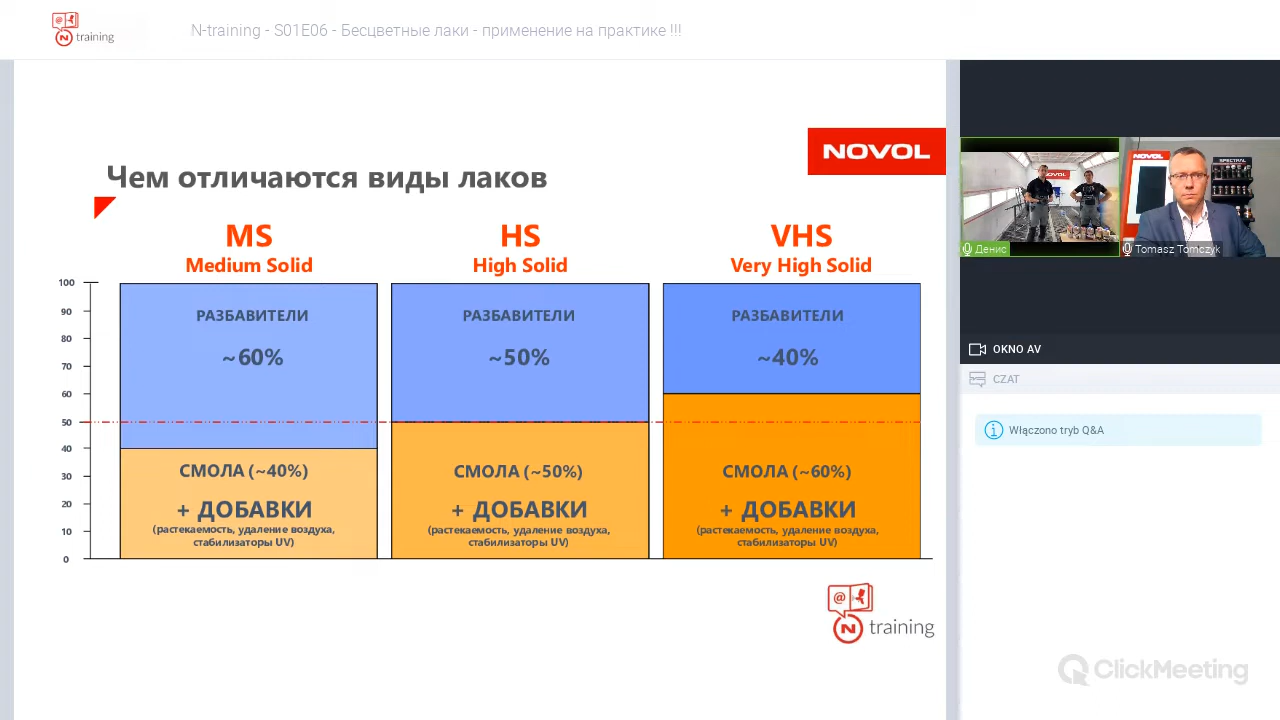 training
N-training - S01E06 - Бесцветные лаки - применение на практике !!!
NOVOL
Чем отличаются виды лаков
MS
Medium Solid
HS
High Solid
VHS
Very High Solid
100
90
80
70
60
50
40
30
20
10
0
РАЗБАВИТЕЛИ
~60%
СМОЛА (~40%)
+ ДОБАВКИ
(растекаемость, удаление воздуха,
стабилизаторы UV)
РАЗБАВИТЕЛИ
~50%
СМОЛА (~50%)
+ ДОБАВКИ
(растекаемость, удаление воздуха,
стабилизаторы UV)
РАЗБАВИТЕЛИ
~40%
СМОЛА (~60%)
+ ДОБАВКИ
(растекаемость, удаление воздуха,
стабилизаторы UV)
@
N training
NOVOL
NOVOL
SPECTRAL
Денис
Tomasz Tomczyk
OKNO AV
CZAT
Włączono tryb Q&A
ClickMeeting